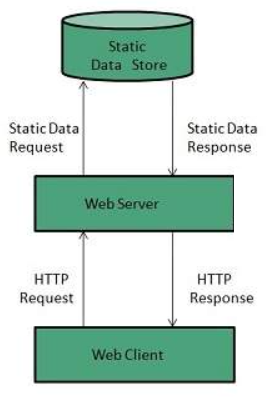 Static
Data Store
Static Data
Request
Static Data
Response
Web Server
HTTP
Request
HTTP
Response
Web Client